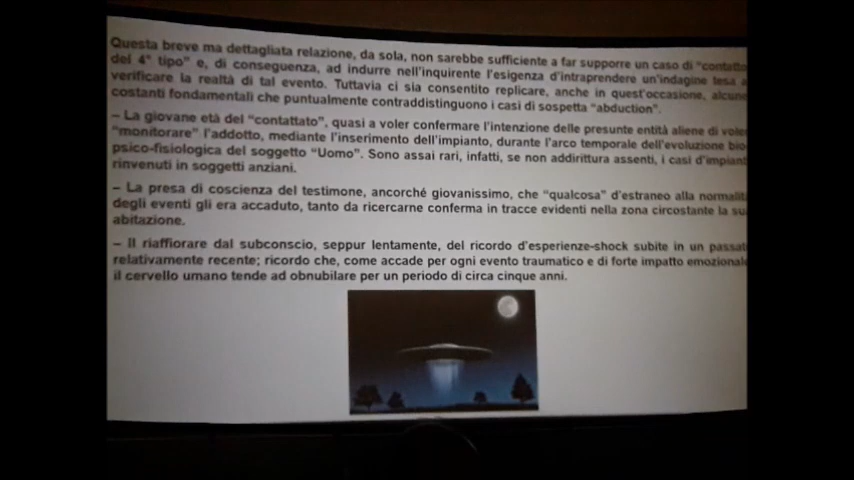 Questa breve ma dettagliata relazione, da sola, non sarebbe sufficiente a far supporre un caso di "contatto
del 4° tipo" e, di conseguenza, ad indurre nell'inquirente l'esigenza d'intraprendere un'indagine tesa a
verificare la realtà di tal evento. Tuttavia ci sia consentito replicare, anche in quest'occasione, alcune
costanti fondamentali che puntualmente contraddistinguono i casi di sospetta "abduction".
– La giovane età del "contattato", quasi a voler confermare l'intenzione delle presunte entità aliene di voler
"monitorare" l'addotto, mediante l'inserimento dell'impianto, durante l'arco temporale dell'evoluzione bio-
psico-fisiologica del soggetto "Uomo". Sono assai rari, infatti, se non addirittura assenti, i casi d'impiant
rinvenuti in soggetti anziani.
– La presa di coscienza del testimone, ancorché giovanissimo, che "qualcosa" d'estraneo alla normalit
degli eventi gli era accaduto, tanto da ricercarne conferma in tracce evidenti nella zona circostante la su
abitazione.
– Il riaffiorare dal subconscio, seppur lentamente, del ricordo d'esperienze-shock subite in un passat
relativamente recente; ricordo che, come accade per ogni evento traumatico e di forte impatto emozional
il cervello umano tende ad obnubilare per un periodo di circa cinque anni.